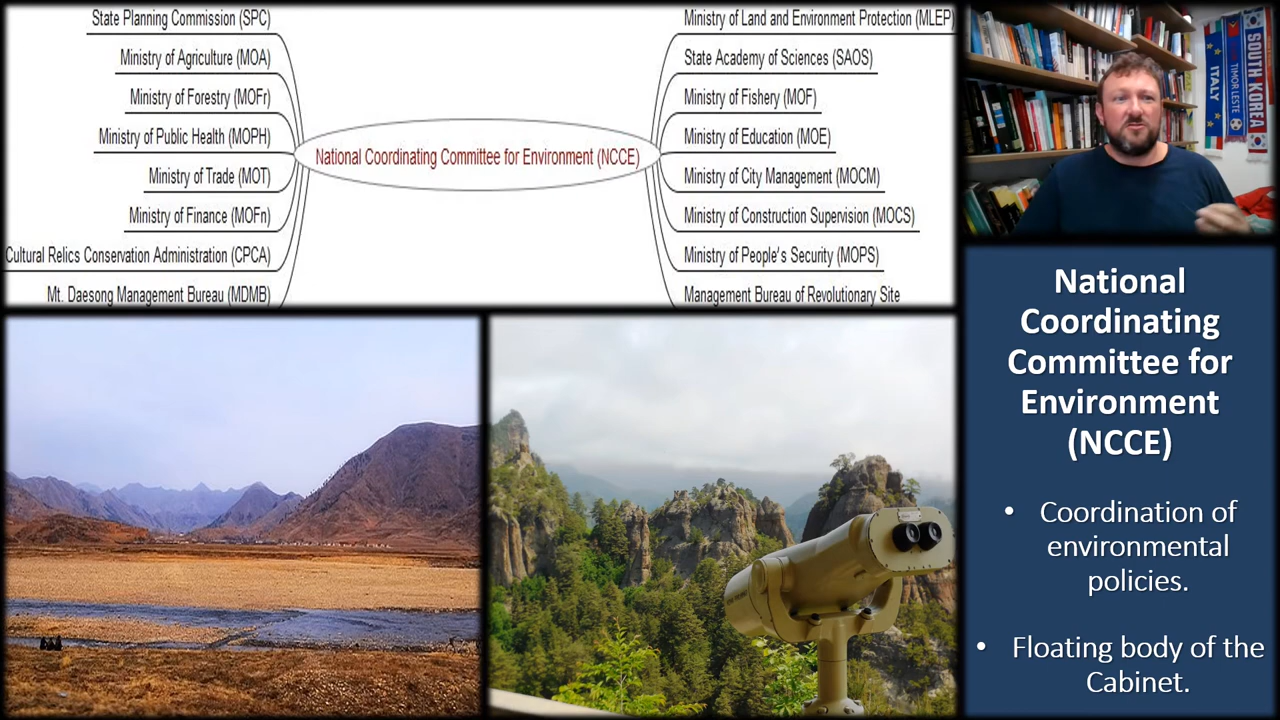 State Planning Commission (SPC)
Ministry of Agriculture (MOA)
Ministry of Forestry (MOFr)
Ministry of Public Health (MOPH)
Ministry of Trade (MOT)
Ministry of Finance (MOFn)
Cultural Relics Conservation Administration (CPCA)
Mt. Daesong Management Bureau (MDMB)
National Coordinating Committee for Environment (NCCE)
Ministry of Land and Environment Protection (MLEP)
State Academy of Sciences (SAOS)
Ministry of Fishery (MOF)
Ministry of Education (MOE)
Ministry of City Management (MOCM)
Ministry of Construction Supervision (MOCS)
Ministry of People's Security (MOPS)
Management Bureau of Revolutionary Site
ITALY
TIMOR LESTE
SOUTH KOREA
National
Coordinating
Committee for
Environment
(NCCE)
• Coordination of
environmental
policies.
• Floating body of the
Cabinet.